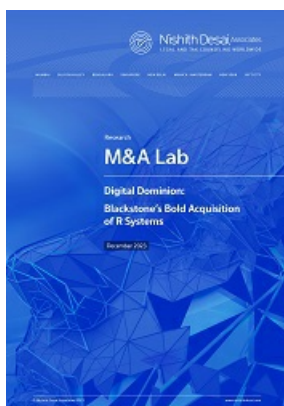 Nishith Desai Associates
LEGAL AND TAX COUNSELING WORLDWIDE
MUMBAI
Research
M&A Lab
Digital Dominion:
Blackstone's Bold Acquisition
of R Systems
December 2023